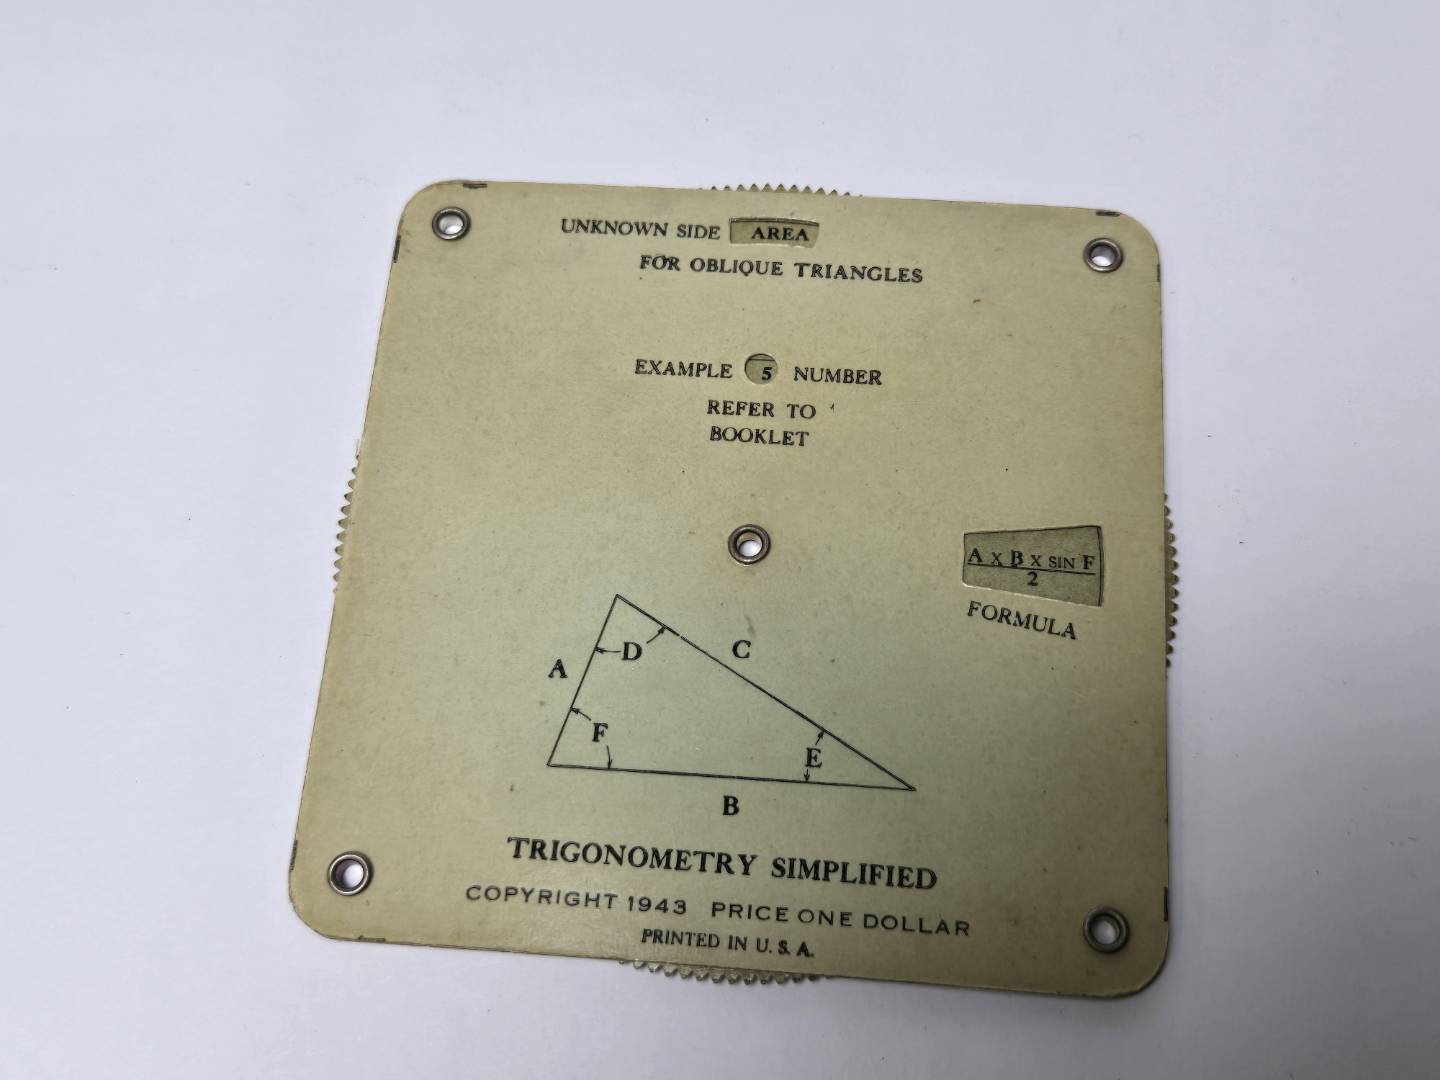 UNKNOWN SIDE AREA
FOR OBLIQUE TRIANGLES
EXAMPLE 5 NUMBER
REFER TO
BOOKLET
A X B X SIN F
2
FORMULA
D
C
A
F
E
B
TRIGONOMETRY SIMPLIFIED
COPYRIGHT 1943 PRICE ONE DOLLAR
PRINTED IN U. S. A.